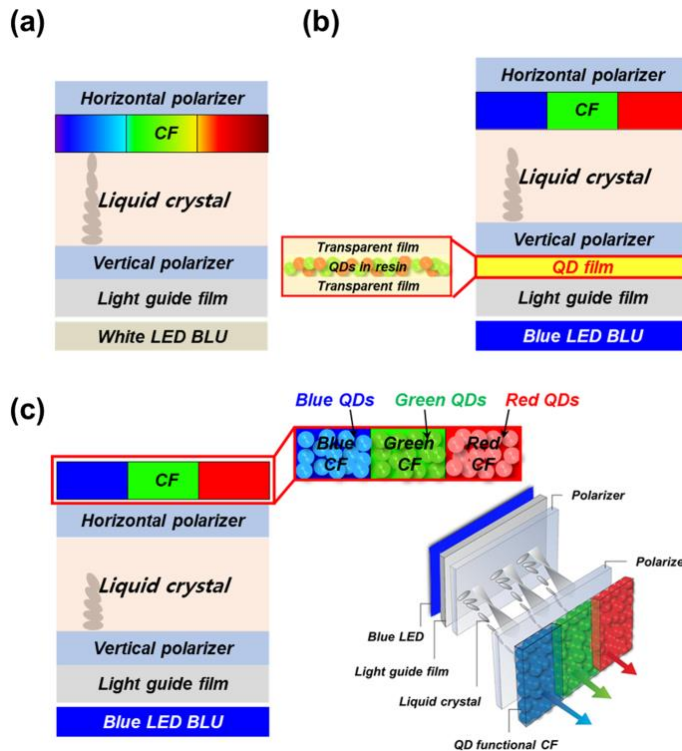 (a)
Horizontal polarizer
CF
Liquid crystal
Vertical polarizer
Light guide film
White LED BLU
(b)
Horizontal polarizer
CF
Liquid crystal
Vertical polarizer
QD film
Light guide film
Blue LED BLU
Transparent film
QDs in resin
Transparent film
(c)
CF
Horizontal polarizer
Liquid crystal
Vertical polarizer
Light guide film
Blue LED BLU
Blue QDs
Green QDs
Red QDs
Blue
CF
Green
CF
Red
CF
Polarizer
Polarize
Blue LED
Light guide film
Liquid crystal
QD functional CF